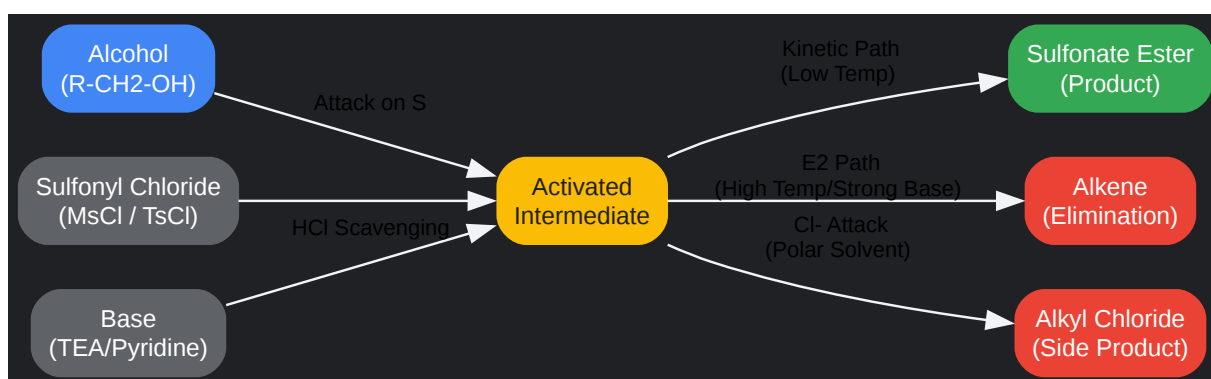 Alcohol
(R-CH2-OH)
Attack on S
Sulfonyl Chloride
(MsCl / TsCl)
HCl Scavenging
Base
(TEA/Pyridine)
Activated
Intermediate
Kinetic Path
(Low Temp)
Sulfonate Ester
(Product)
E2 Path
(High Temp/Strong Base)
Alkene
(Elimination)
Cl- Attack
(Polar Solvent)
Alkyl Chloride
(Side Product)